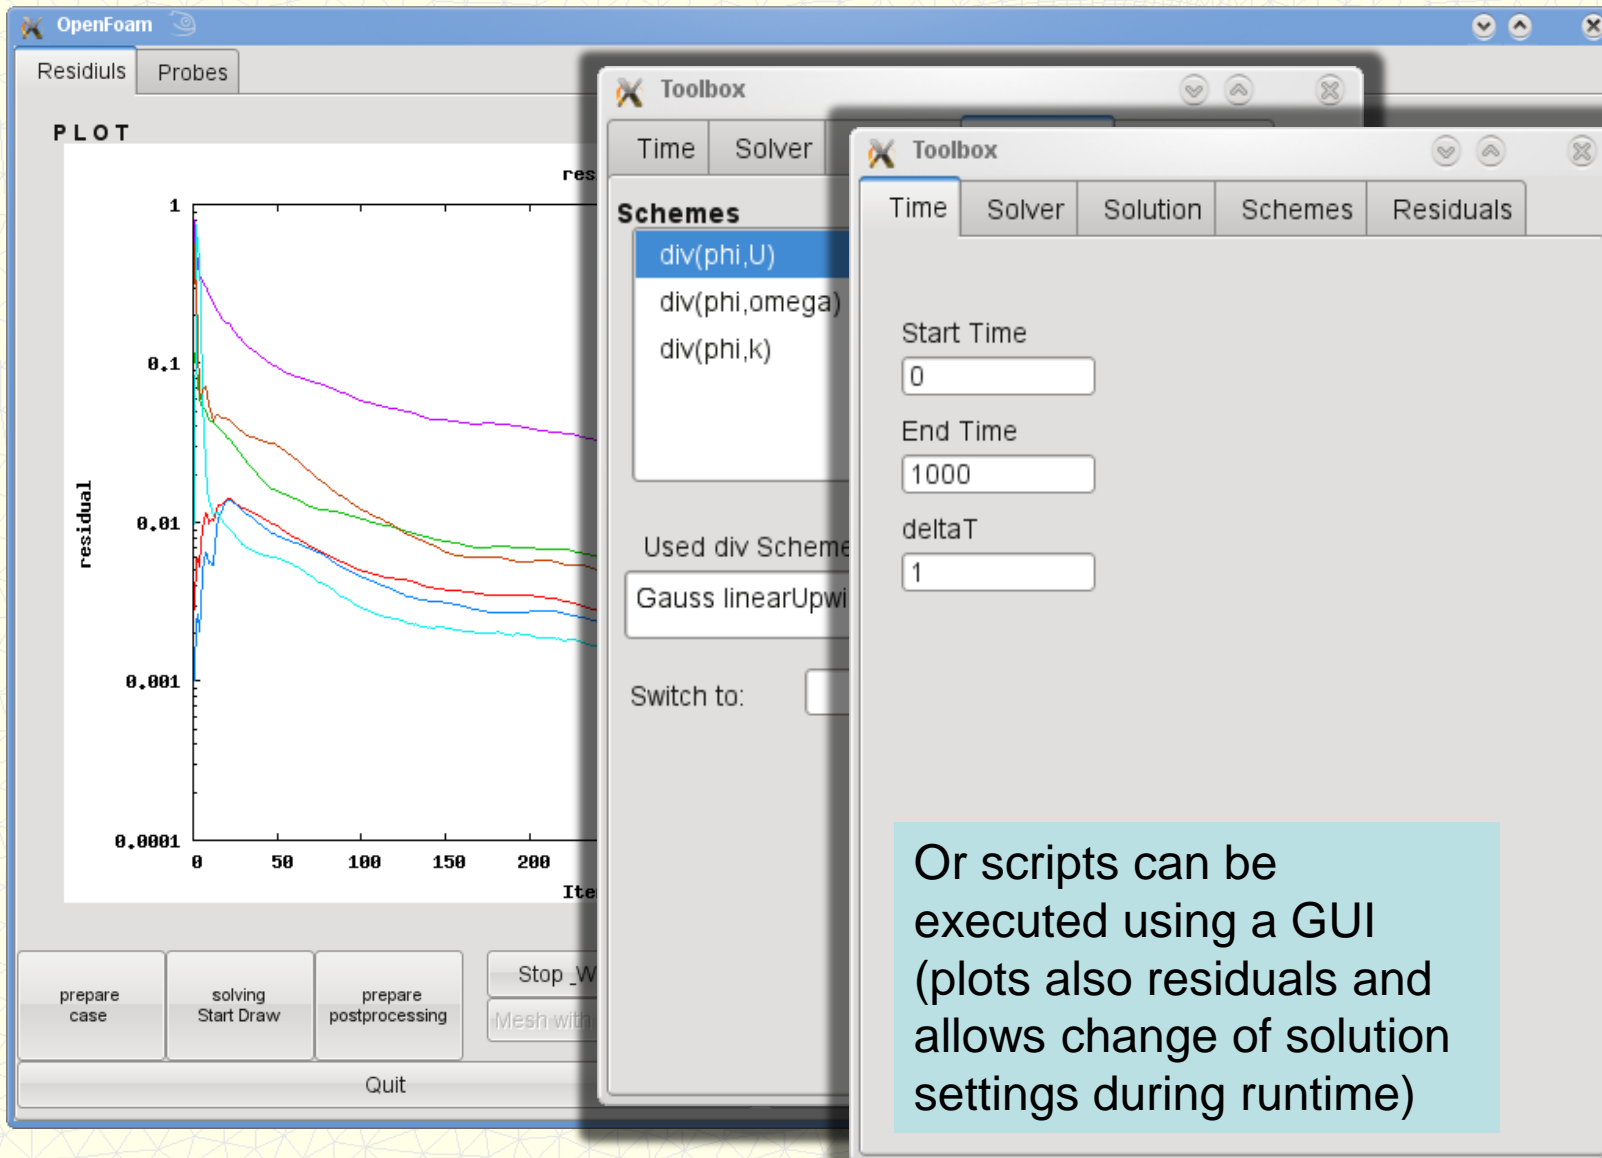 OpenFoam
Residiuls Probes
PLOT
1
0.1
0.01
0.001
0.0001
residual
0 50 100 150 200
prepare
case
solving
Start Draw
prepare
postprocessing
Quit
Toolbox
Time Solver
Schemes
div(phi,U)
div(phi,omega)
div(phi,k)
Used div Scheme
Gauss linearUpwi
Switch to:
Stop _W
Mesh with
Toolbox
Time Solver Solution Schemes Residuals
Start Time
0
End Time
1000
deltaT
1
Or scripts can be
executed using a GUI
(plots also residuals and
allows change of solution
settings during runtime)